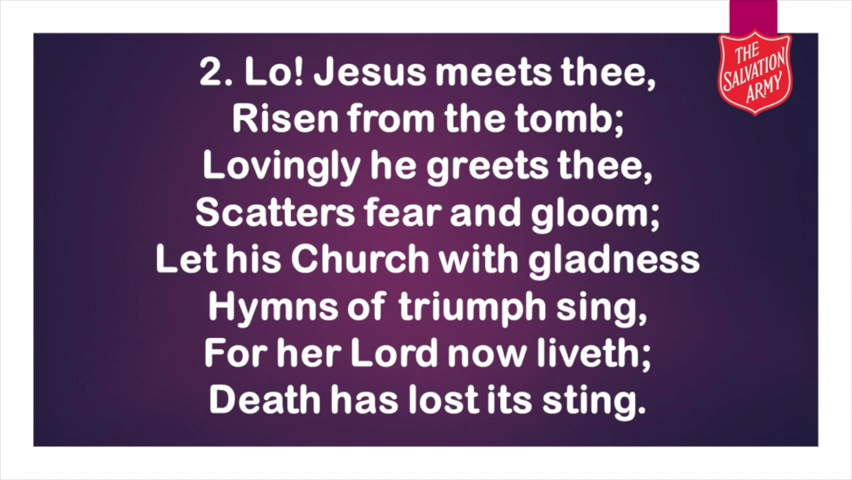 THE
SALVATION
ARMY
2. Lo! Jesus meets thee,
Risen from the tomb;
Lovingly he greets thee,
Scatters fear and gloom;
Let his Church with gladness
Hymns of triumph sing,
For her Lord now liveth;
Death has lost its sting.